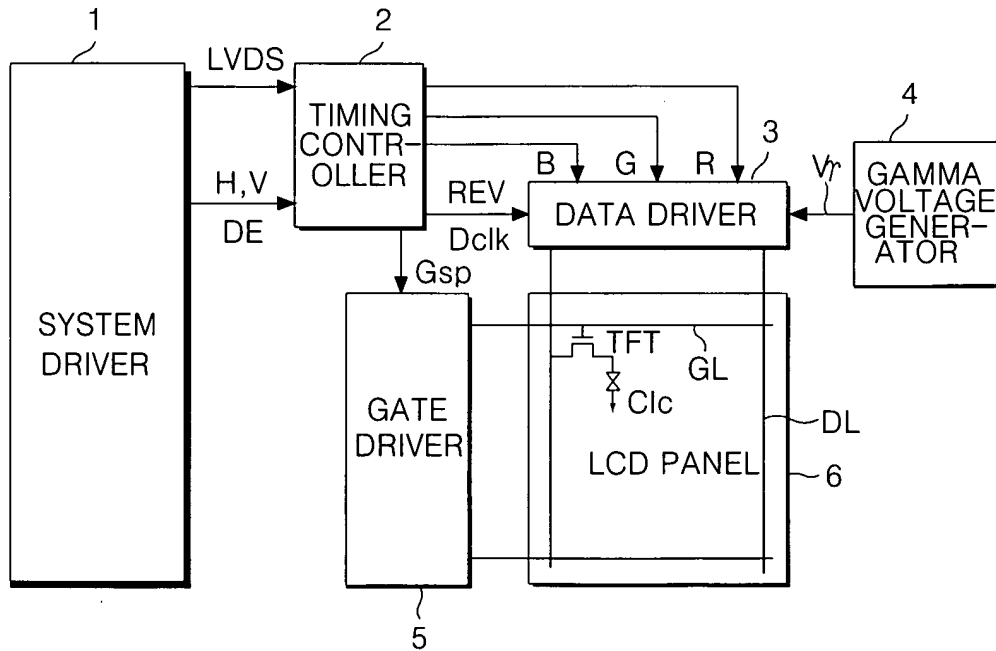 1
2
LVDS
TIMING
CONTR-
OLLER
4
B
G
R
3
H,V
DE
REV
Dclk
DATA DRIVER
Vr
GAMMA
VOLTAGE
GENER-
ATOR
Gsp
SYSTEM
DRIVER
TFT
GL
Clc
GATE
DRIVER
DL
LCD PANEL
6
5